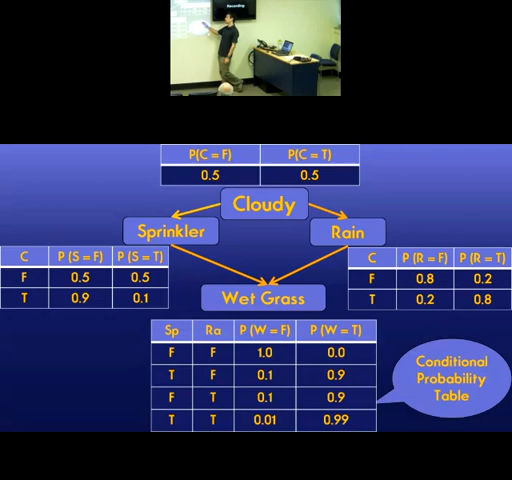 Recording
P(C = F) P(C = T)
0.5 0.5
Cloudy
Sprinkler Rain
C P (S = F) P (S = T)
F 0.5 0.5
T 0.9 0.1
C P (R = F) P (R = T)
F 0.8 0.2
T 0.2 0.8
Wet Grass
Sp Ra P (W = F) P (W = T)
F F 1.0 0.0
T F 0.1 0.9
F T 0.1 0.9
T T 0.01 0.99
Conditional
Probability
Table